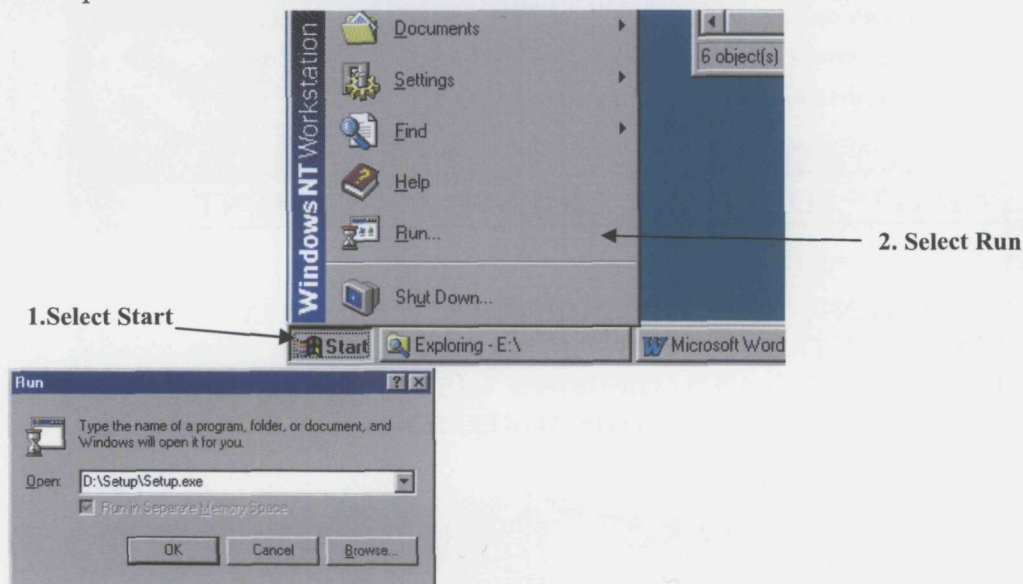 Documents
6 object(s)
Settings
Find
Help
Run...
2. Select Run
Shut Down...
Windows NT Workstation
1.Select Start
Start
Exploring - E:\
Microsoft Word
Run
Type the name of a program, folder, or document, and
Windows will open it for you.
Open:
D:\Setup\Setup.exe
Run in Separate Memory Space
OK
Cancel
Browse...